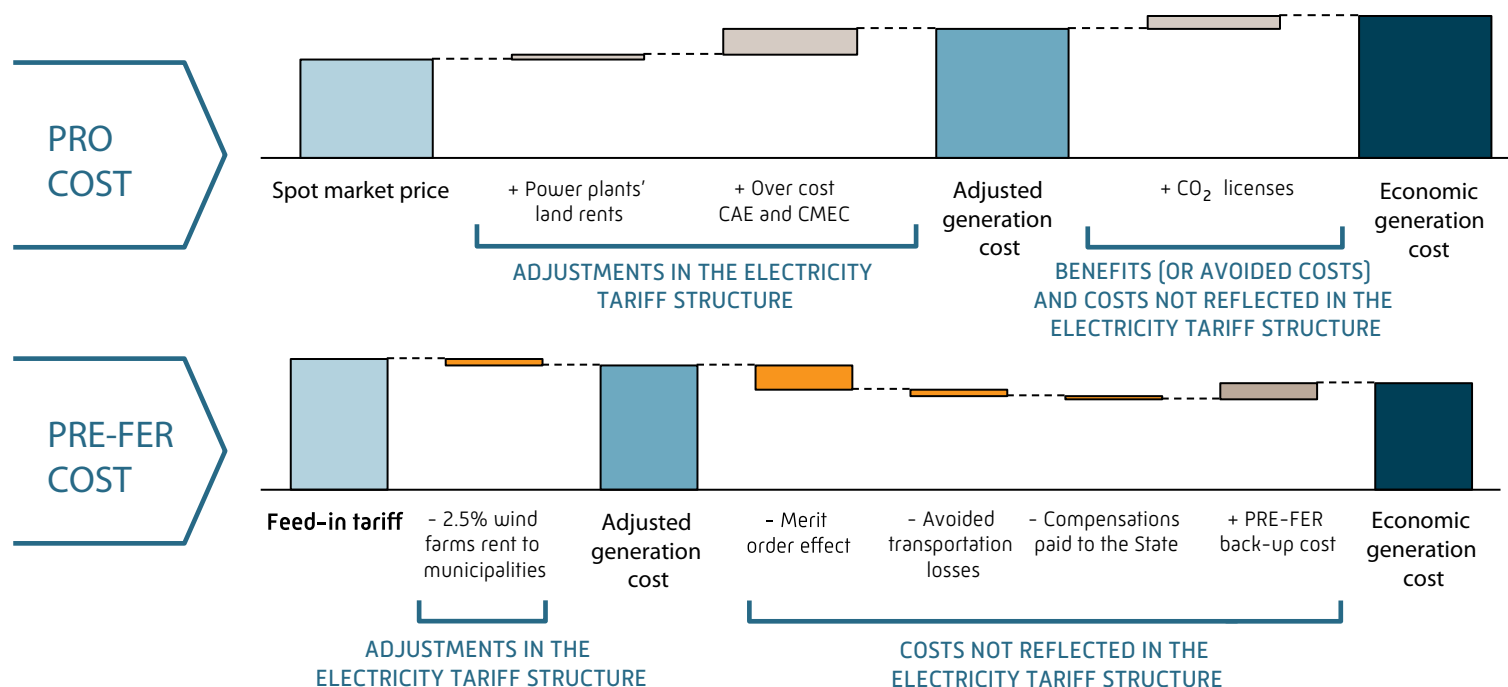 PRO
COST
Spot market price
+ Power plants'
land rents
+ Over cost
CAE and CMEC
Adjusted
generation
cost
+ CO2 licenses
Economic
generation
cost
ADJUSTMENTS IN THE ELECTRICITY
TARIFF STRUCTURE
BENEFITS (OR AVOIDED COSTS)
AND COSTS NOT REFLECTED IN THE
ELECTRICITY TARIFF STRUCTURE
PRE-FER
COST
Feed-in tariff
- 2.5% wind
farms rent to
municipalities
Adjusted
generation
cost
- Merit
order effect
- Avoided
transportation
losses
- Compensations
paid to the State
+ PRE-FER
back-up cost
Economic
generation
cost
ADJUSTMENTS IN THE
ELECTRICITY TARIFF STRUCTURE
COSTS NOT REFLECTED IN THE
ELECTRICITY TARIFF STRUCTURE